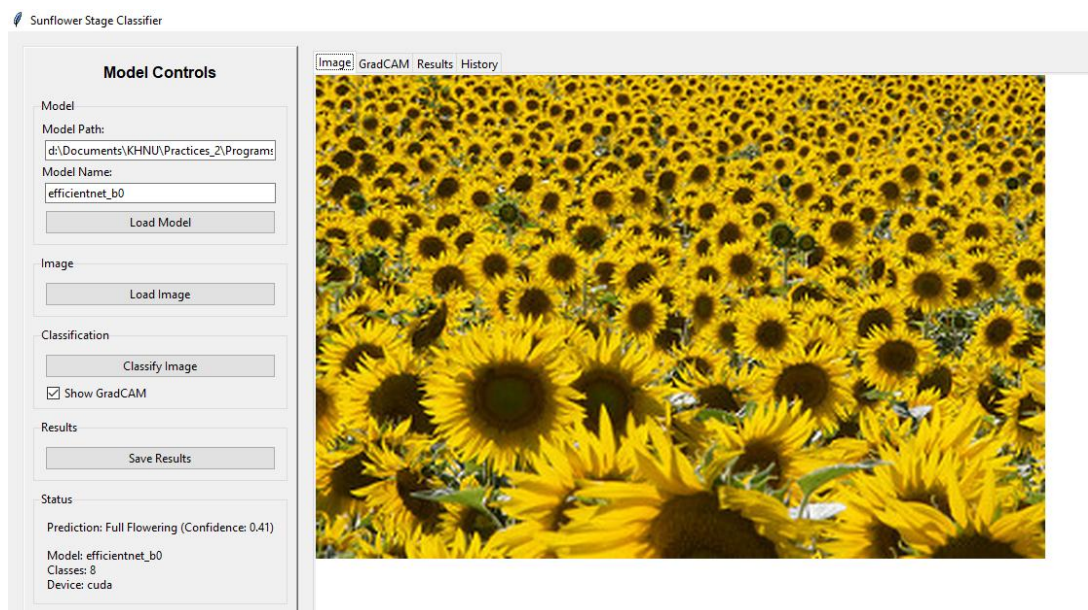 Sunflower Stage Classifier
Model Controls
Model
Model Path:
d:\Documents\KHNU\Practices_2\Programs
Model Name:
efficientnet_b0
Load Model
Image
Load Image
Classification
Classify Image
Show GradCAM
Results
Save Results
Status
Prediction: Full Flowering (Confidence: 0.41)
Model: efficientnet_b0
Classes: 8
Device: cuda
Image GradCAM Results History